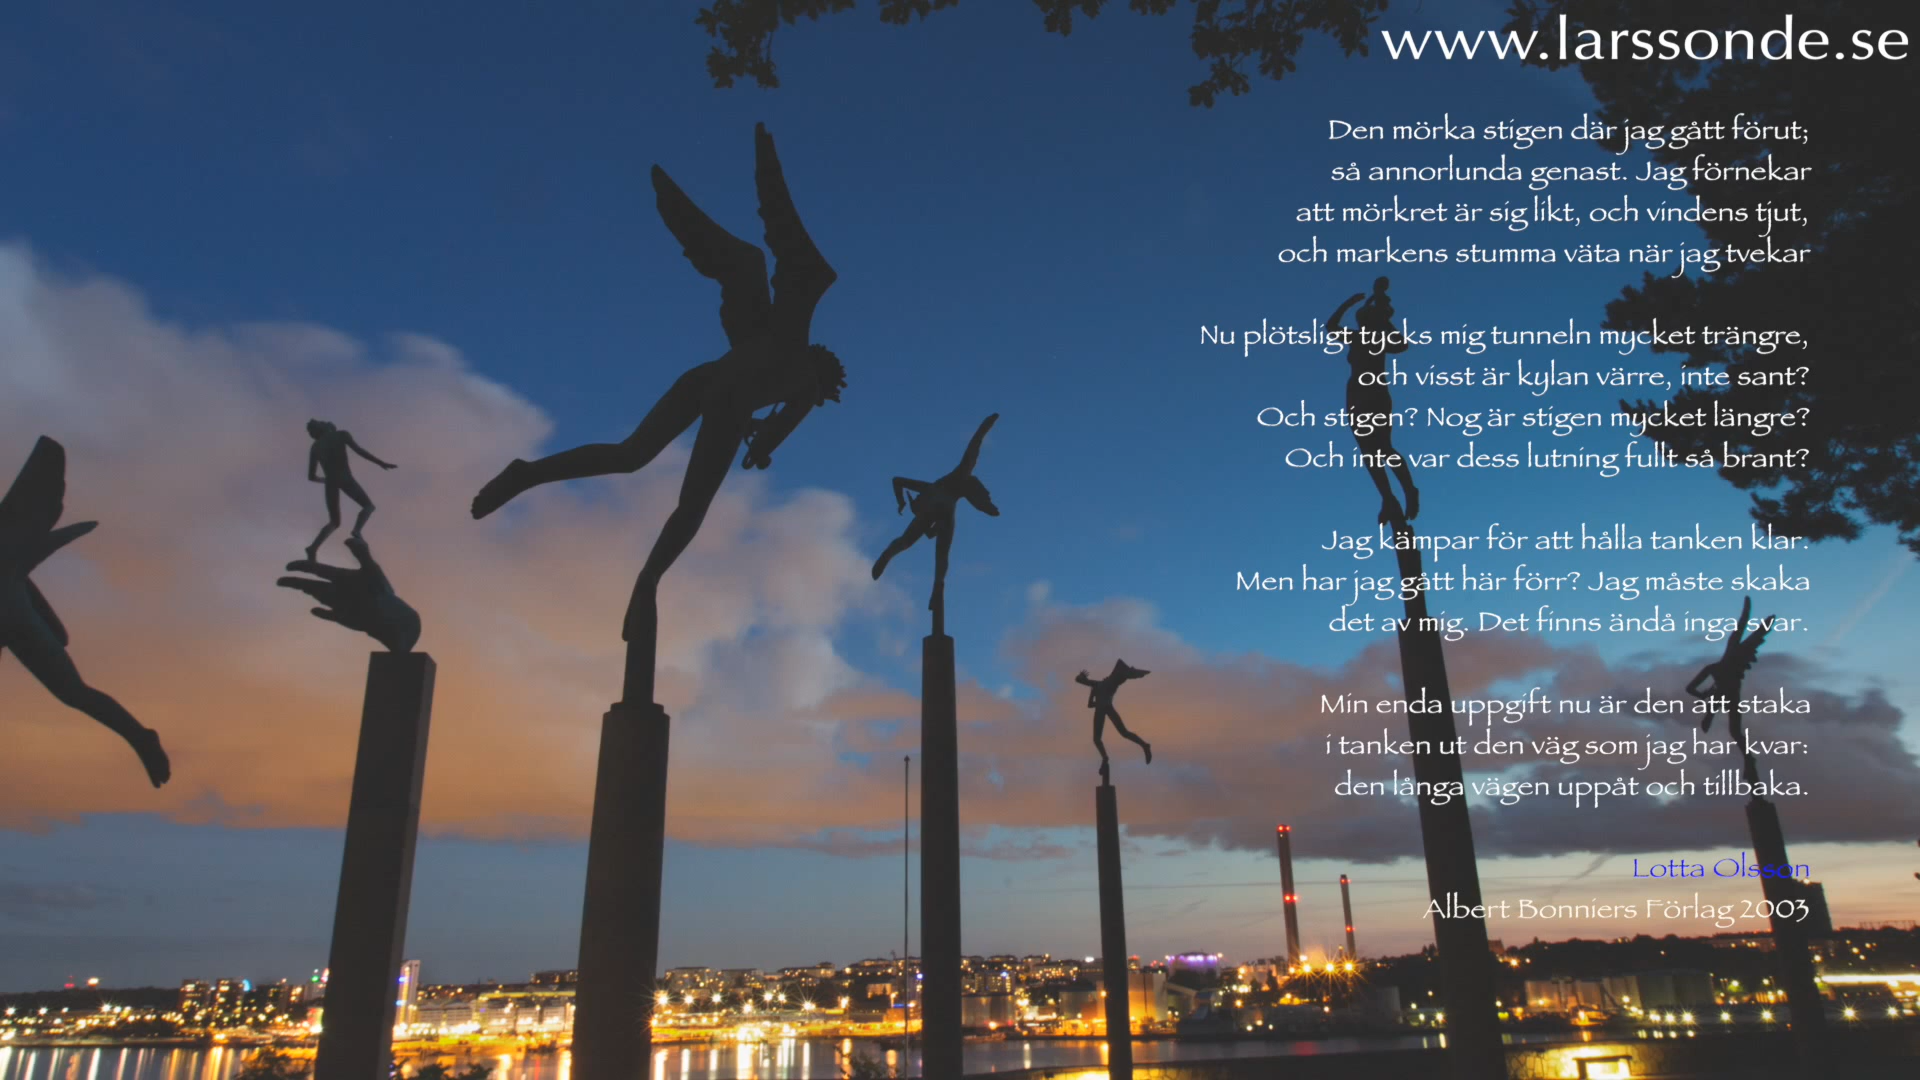 www.larssonde.se
Den mörka stigen där jag gått förut;
så annorlunda genast. Jag förnekar
att mörkret är sig likt, och vindens tjut,
och markens stumma väta när jag tvekar
Nu plötsligt tycks mig tunneln mycket trängre,
och visst är kylan värre, inte sant?
Och stigen? Nog är stigen mycket längre?
Och inte var dess lutning fullt så brant?
Jag kämpar för att hålla tanken klar.
Men har jag gått här förr? Jag måste skaka
det av mig. Det finns ändå inga svar.
Min enda uppgift nu är den att staka
i tanken ut den väg som jag har kvar:
den långa vägen uppåt och tillbaka.
Lotta Olsson
Albert Bonniers Förlag 2003